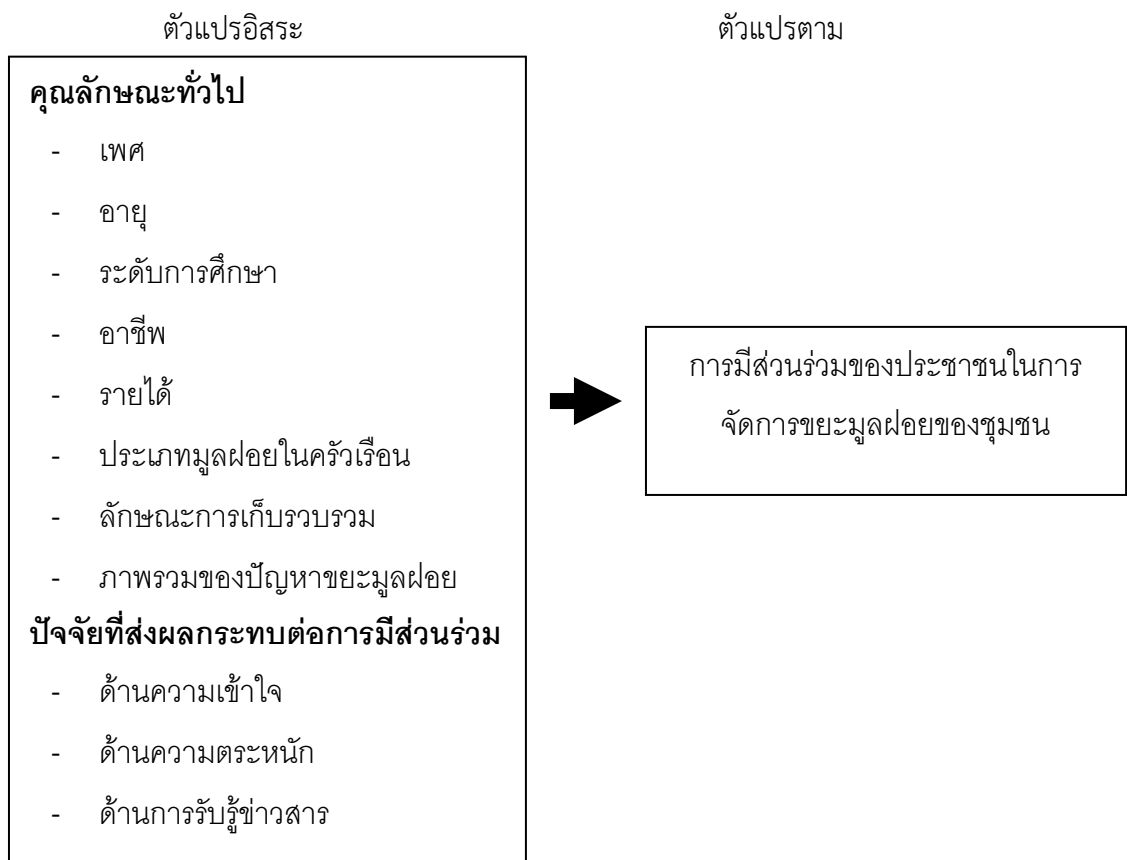 ตัวแปรอิสระ
ตัวแปรตาม
คุณลักษณะทั่วไป
- เพศ
- อายุ
- ระดับการศึกษา
- อาชีพ
- รายได้
- ประเภทมูลฝอยในครัวเรือน
- ลักษณะการเก็บรวบรวม
- ภาพรวมของปัญหาขยะมูลฝอย
ปัจจัยที่ส่งผลกระทบต่อการมีส่วนร่วม
- ด้านความเข้าใจ
- ด้านความตระหนัก
- ด้านการรับรู้ข่าวสาร
การมีส่วนร่วมของประชาชนในการ
จัดการขยะมูลฝอยของชุมชน